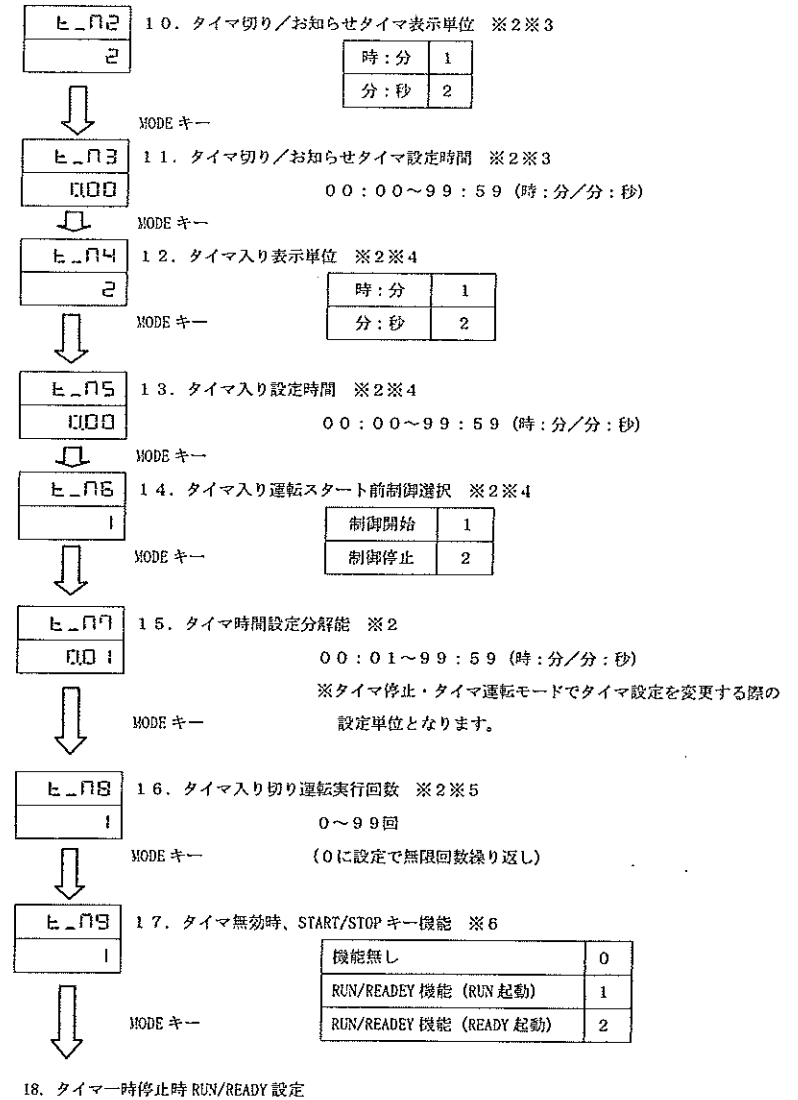 t_M2 10. タイマ切り/お知らせタイマ表示単位 ※2※3
2
時:分 1
分:秒 2
MODE キー
t_M3 11. タイマ切り/お知らせタイマ設定時間 ※2※3
0.00 00:00~99:59 (時:分/分:秒)
MODE キー
t_M4 12. タイマ入り表示単位 ※2※4
2
時:分 1
分:秒 2
MODE キー
t_M5 13. タイマ入り設定時間 ※2※4
0.00 00:00~99:59 (時:分/分:秒)
MODE キー
t_M6 14. タイマ入り運転スタート前制御選択 ※2※4
1
制御開始 1
制御停止 2
MODE キー
t_M7 15. タイマ時間設定分解能 ※2
0.01 00:01~99:59 (時:分/分:秒)
※タイマ停止・タイマ運転モードでタイマ設定を変更する際の
設定単位となります。
MODE キー
t_M8 16. タイマ入り切り運転実行回数 ※2※5
1 0~99回
MODE キー (0に設定で無限回数繰り返し)
t_M9 17. タイマ無効時、START/STOP キー機能 ※6
1
機能無し 0
RUN/READEY 機能 (RUN 起動) 1
RUN/READEY 機能 (READY 起動) 2
MODE キー
18. タイマ一時停止時 RUN/READY 設定